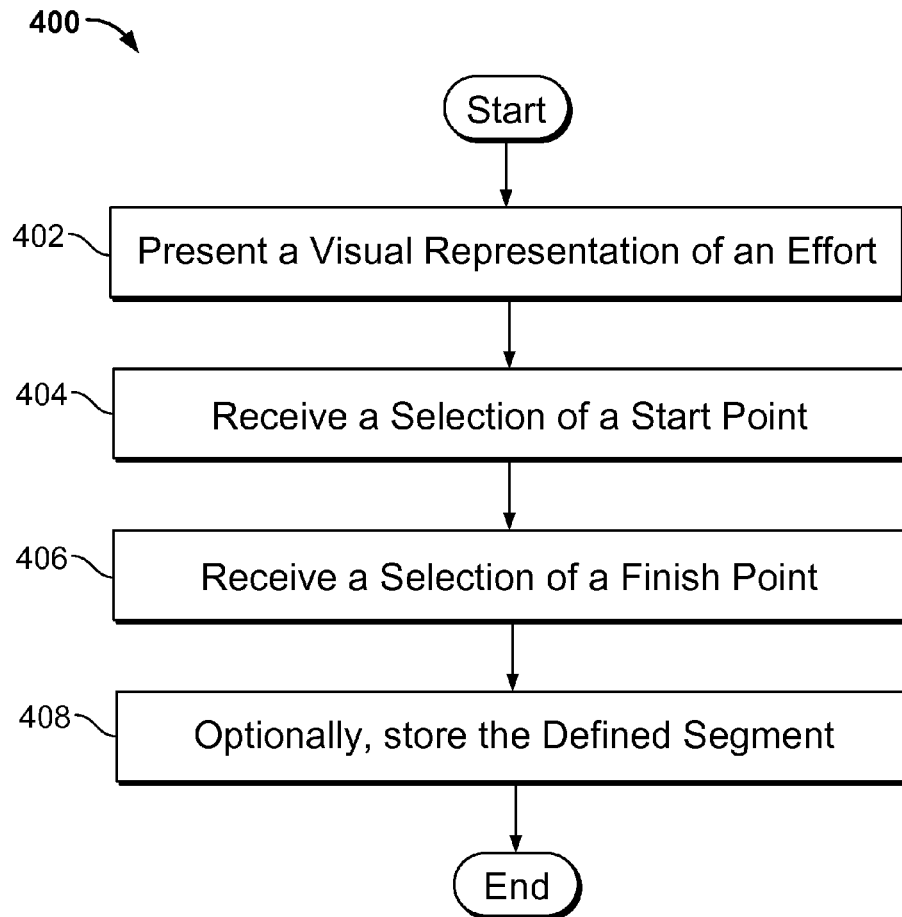 400
Start
402
Present a Visual Representation of an Effort
404
Receive a Selection of a Start Point
406
Receive a Selection of a Finish Point
408
Optionally, store the Defined Segment
End